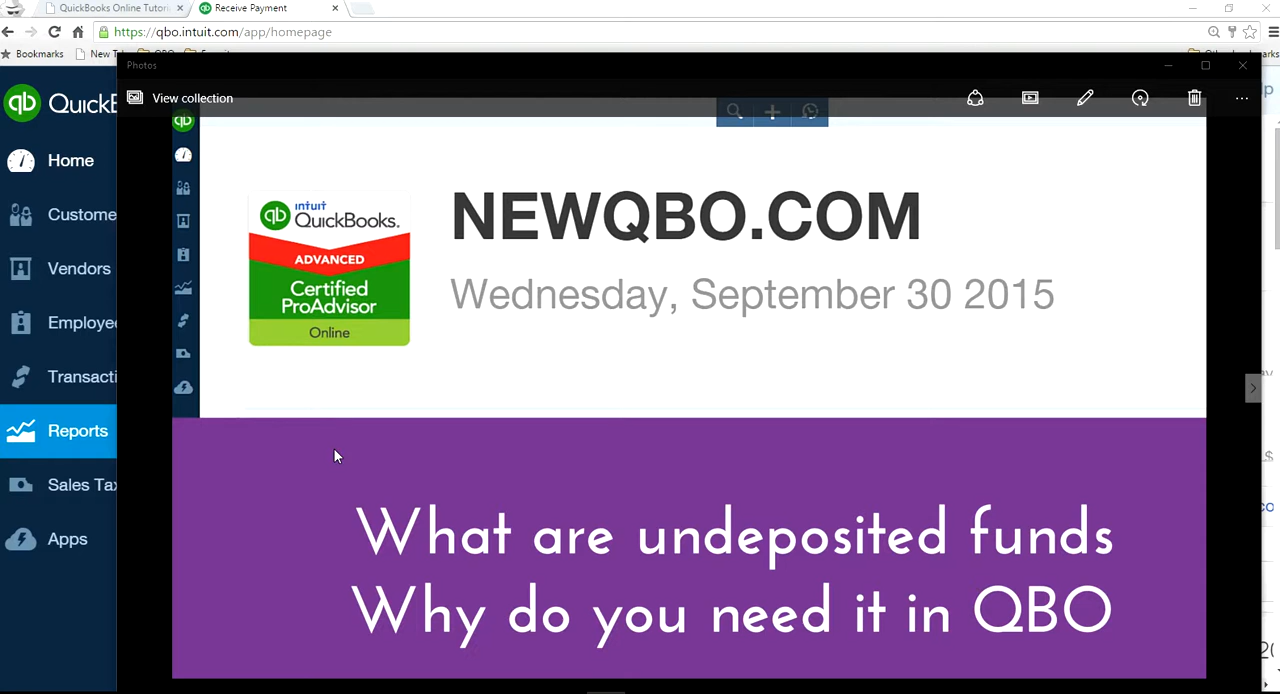 QuickBooks Online Tutori
Receive Payment
https://qbo.intuit.com/app/homepage
Bookmarks
Photos
View collection
Home
Custome
Vendors
Employe
Transacti
Reports
Sales Tax
Apps
qb
intuit
QuickBooks.
ADVANCED
Certified
ProAdvisor
Online
NEWQBO.COM
Wednesday, September 30 2015
What are undeposited funds
Why do you need it in QBO